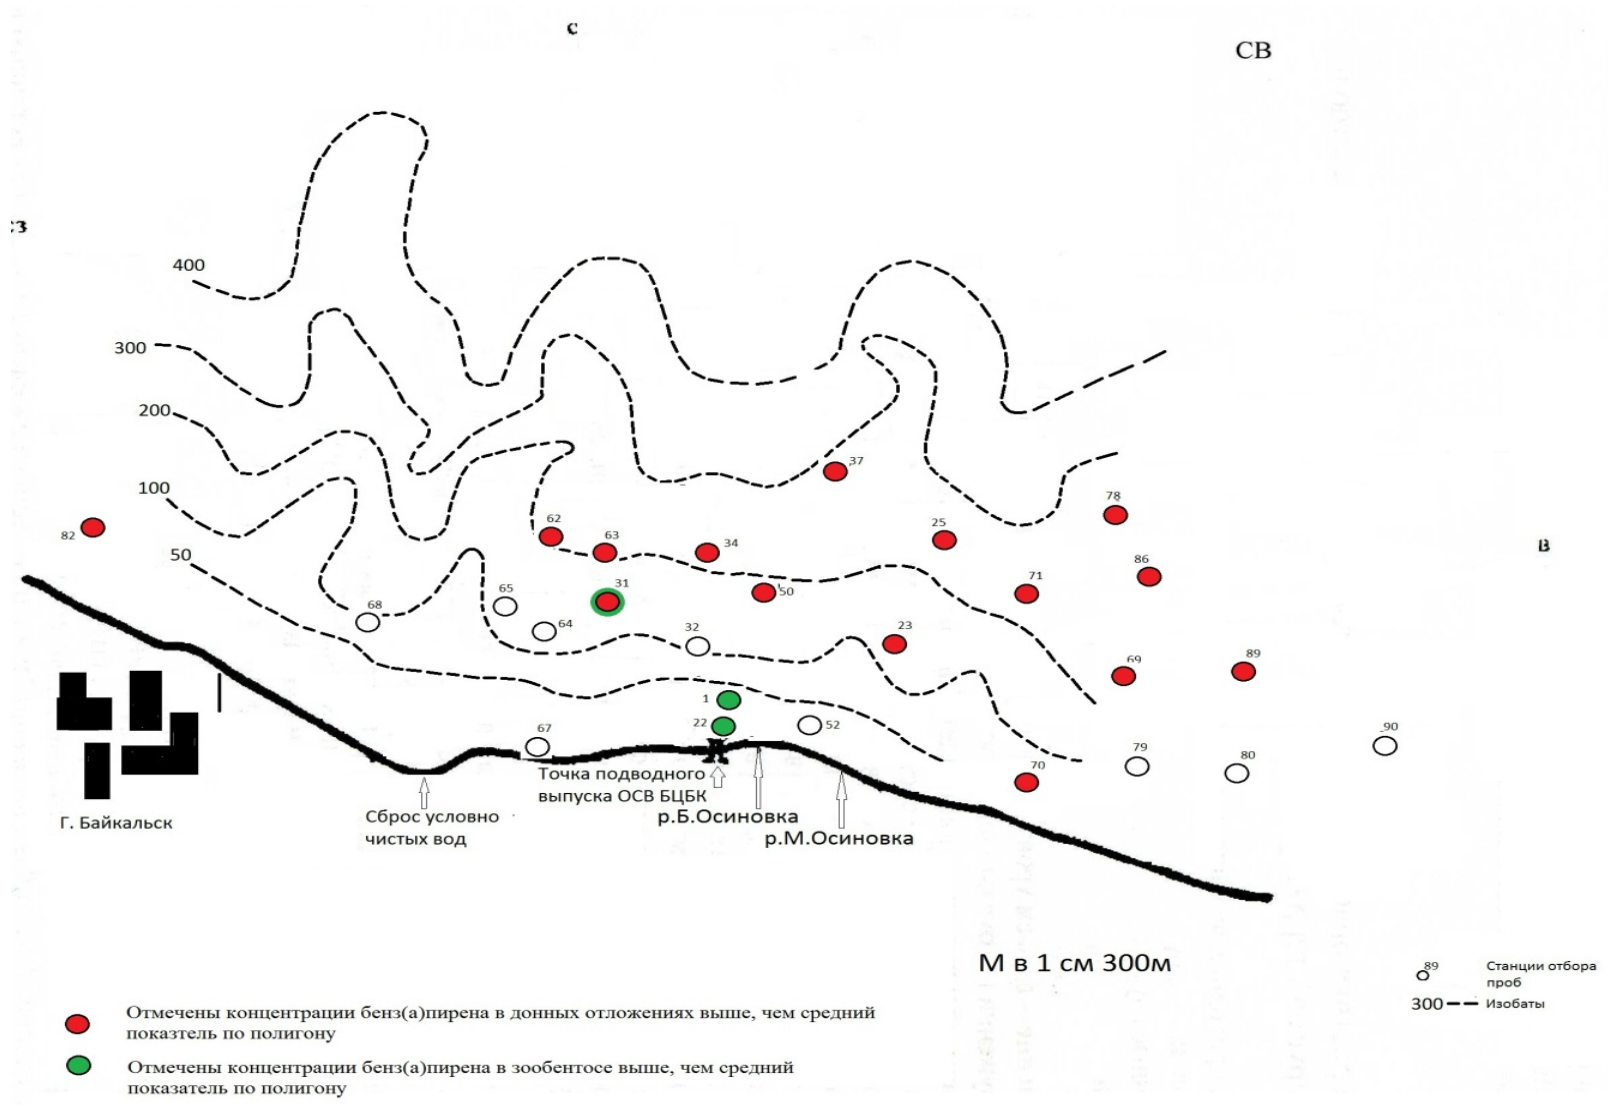 с
СВ
:з
400
300
200
100
50
37
78
25
62
63
34
86
82
71
31
65
50
68
64
32
23
69
89
1
22
52
67
90
79
80
70
В
Точка подводного
выпуска ОСВ БЦБК
Сброс условно
чистых вод
р.Б.Осиновка
р.М.Осиновка
Г. Байкальск
М в 1 см 300м
89
Станции отбора
проб
300
Изобаты
Отмечены концентрации бенз(а)пирена в донных отложениях выше, чем средний
показтель по полигону
Отмечены концентрации бенз(а)пирена в зообентосе выше, чем средний
показатель по полигону